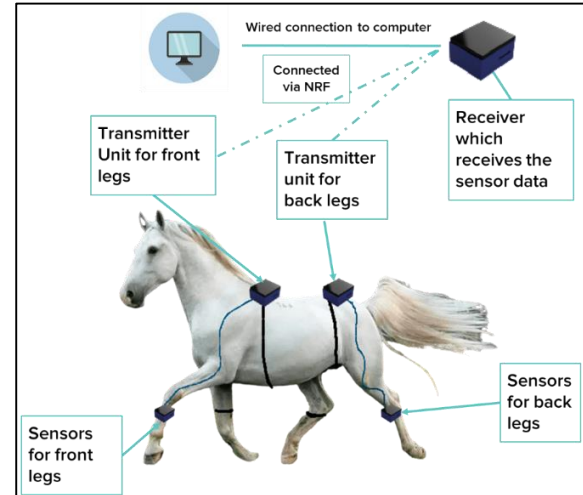 Wired connection to computer
Connected
via NRF
Transmitter
Unit for front
legs
Transmitter
unit for
back legs
Receiver
which
receives the
sensor data
Sensors
for back
legs
Sensors
for front
legs